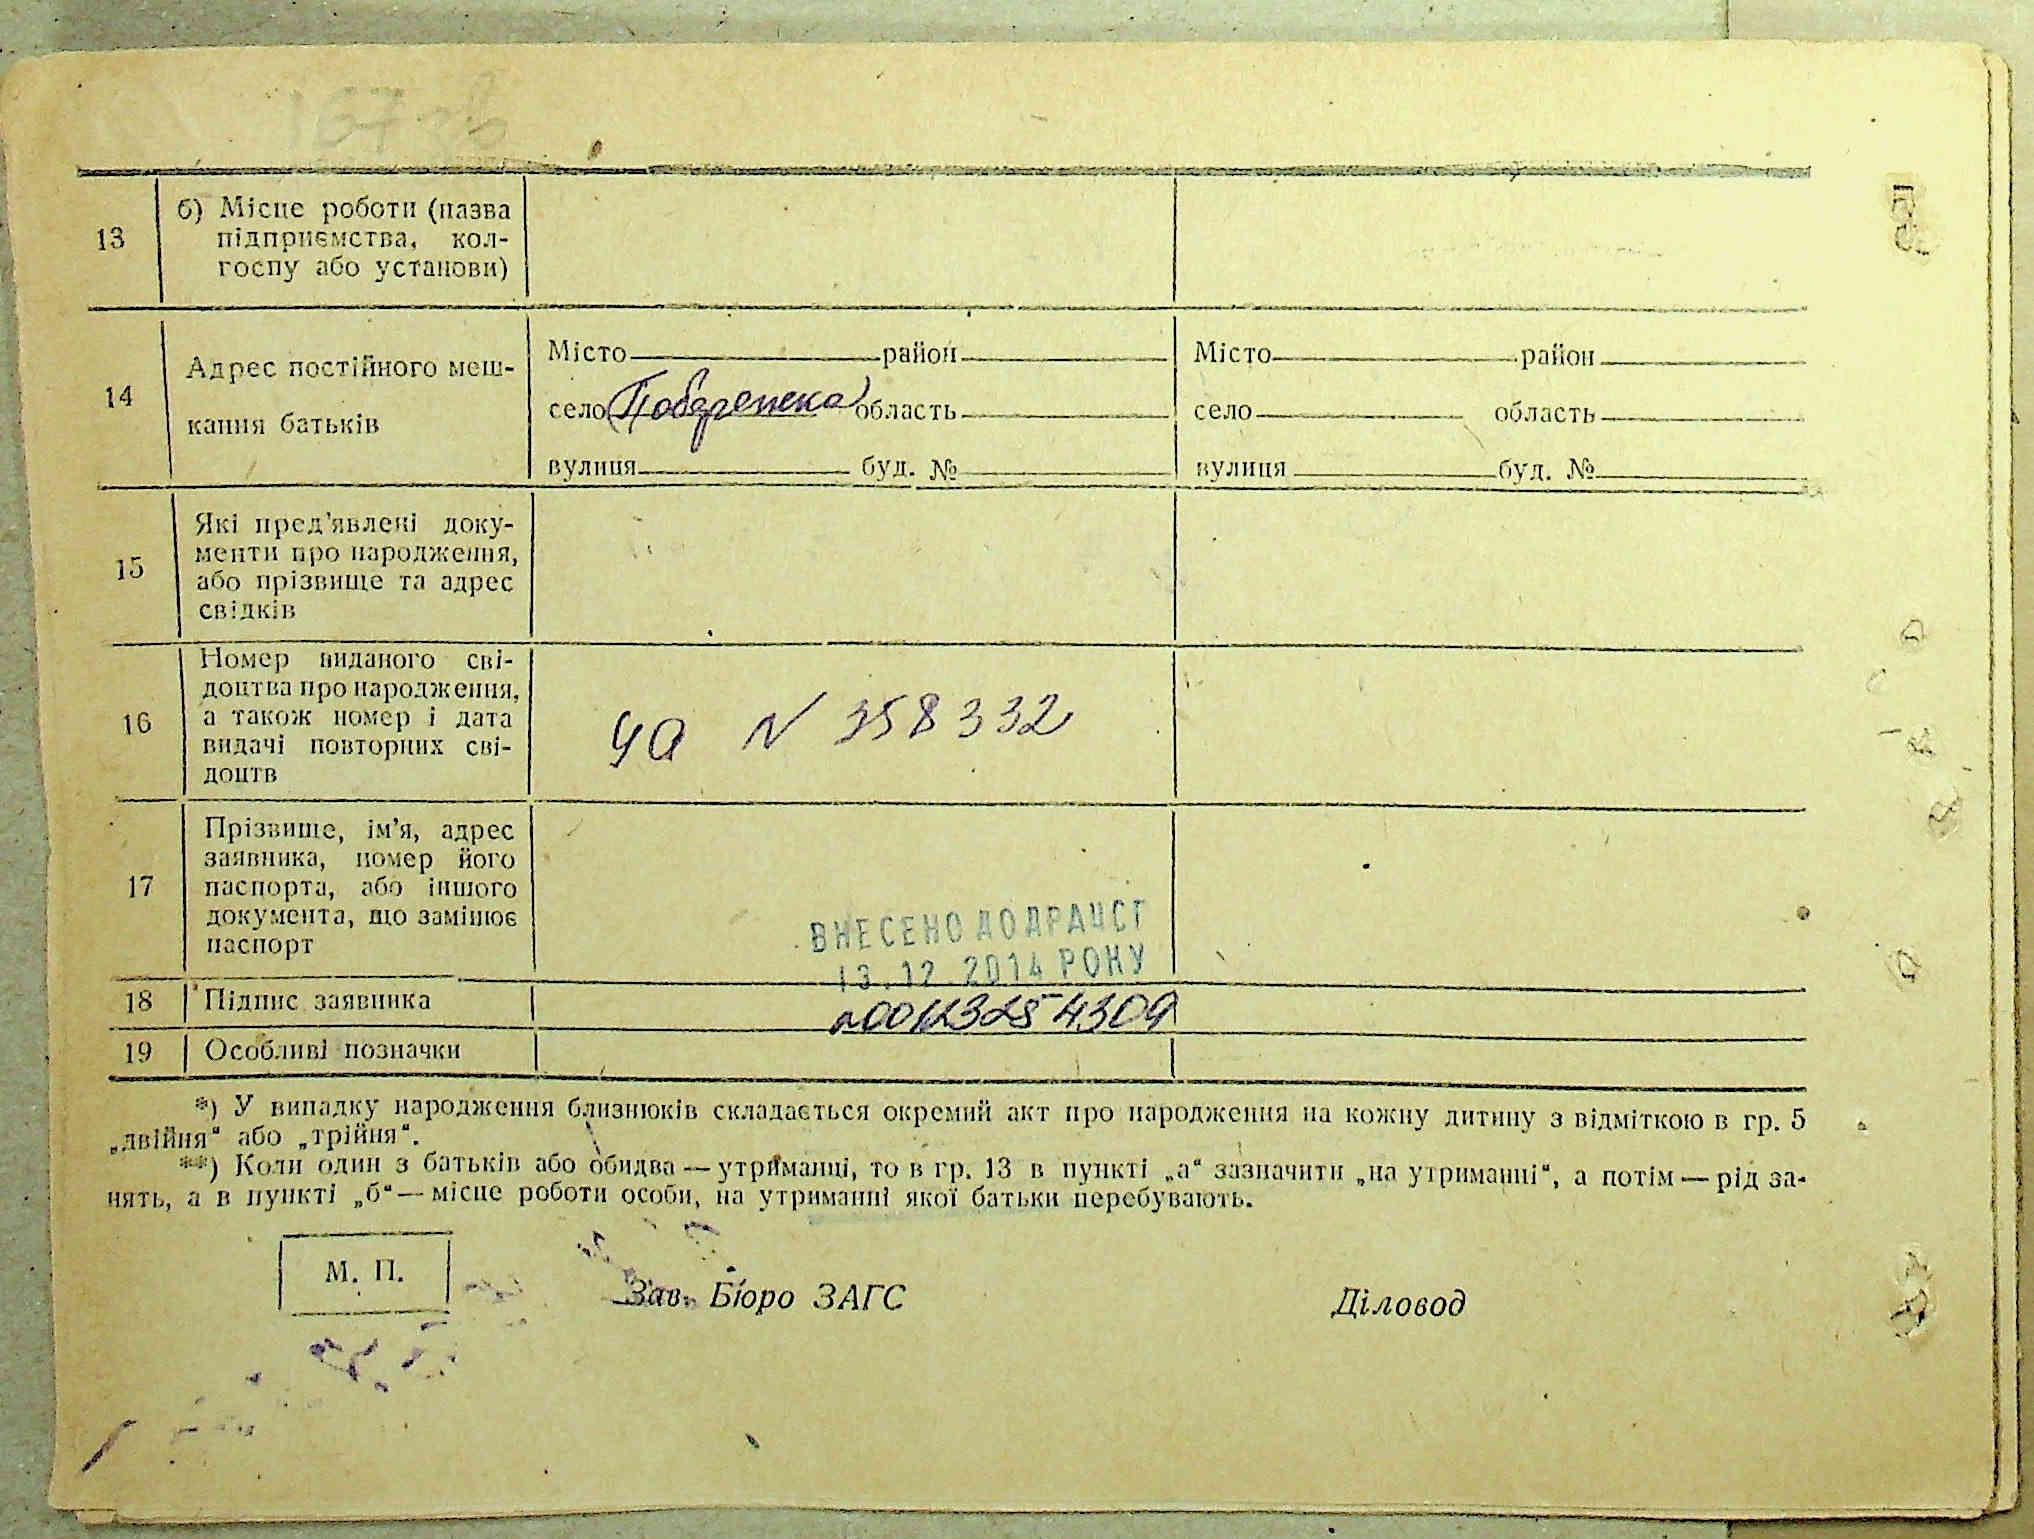 167 зв
13
б) Місце роботи (назва
підприємства, кол-
госпу або установи)
14
Адрес постійного меш-
кання батьків
Місто район
село Побережека область
вулиця буд. №
Місто район
село область
вулиця буд. №
15
Які пред'явлені доку-
менти про народження,
або прізвище та адрес
свідків
16
Номер виданого сві-
доцтва про народження,
а також номер і дата
видачі повторних сві-
доцтв
ЧА N 358332
17
Прізвище, ім'я, адрес
заявника, номер його
паспорта, або іншого
документа, що замінює
паспорт
ВНЕСЕНО ДО ДРАЦСГ
13.12 2014 РОКУ
18
Підпис заявника
00123254309
19
Особливі позначки
*) У випадку народження близнюків складається окремий акт про народження на кожну дитину з відміткою в гр. 5
„двійня“ або „трійня“.
**) Коли один з батьків або обидва — утриманці, то в гр. 13 в пункті „а“ зазначити „на утриманні“, а потім — рід за-
нять, а в пункті „б“ — місце роботи особи, на утриманні якої батьки перебувають.
М. П.
Зав. Бюро ЗАГС
Діловод